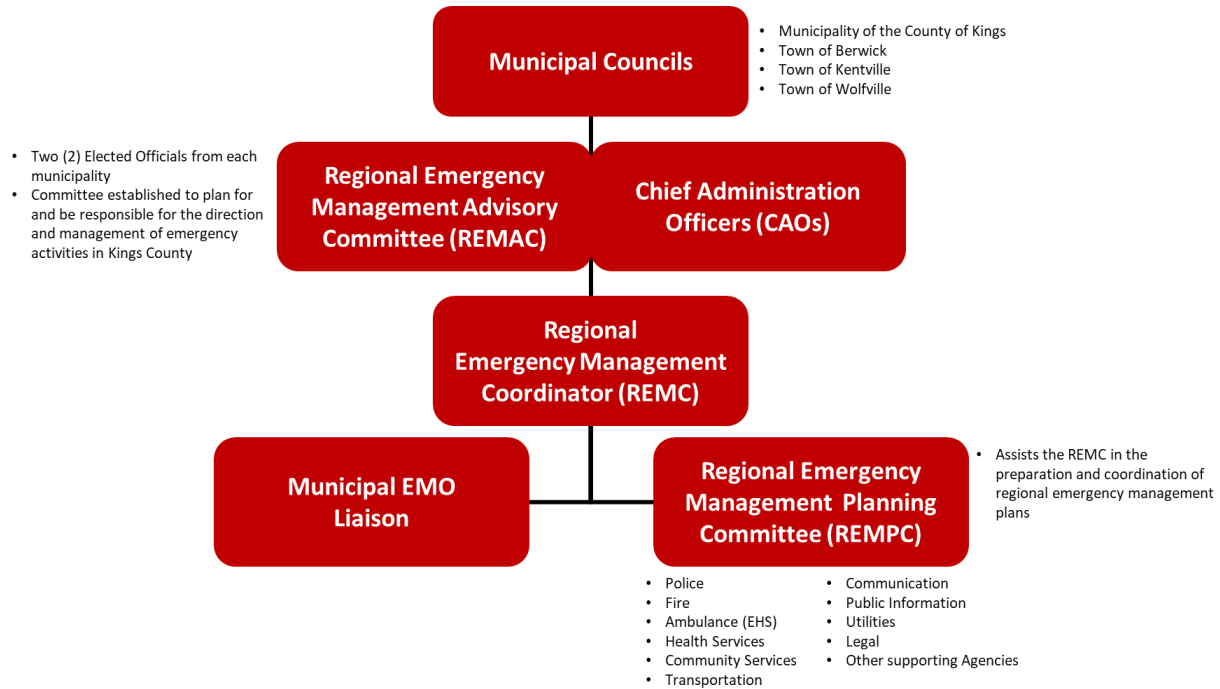 Municipal Councils
• Municipality of the County of Kings
• Town of Berwick
• Town of Kentville
• Town of Wolfville
• Two (2) Elected Officials from each
municipality
• Committee established to plan for
and be responsible for the direction
and management of emergency
activities in Kings County
Regional Emergency
Management Advisory
Committee (REMAC)
Chief Administration
Officers (CAOs)
Regional
Emergency Management
Coordinator (REMC)
Municipal EMO
Liaison
Regional Emergency
Management Planning
Committee (REMPC)
• Assists the REMC in the
preparation and coordination of
regional emergency management
plans
• Police
• Fire
• Ambulance (EHS)
• Health Services
• Community Services
• Transportation
• Communication
• Public Information
• Utilities
• Legal
• Other supporting Agencies